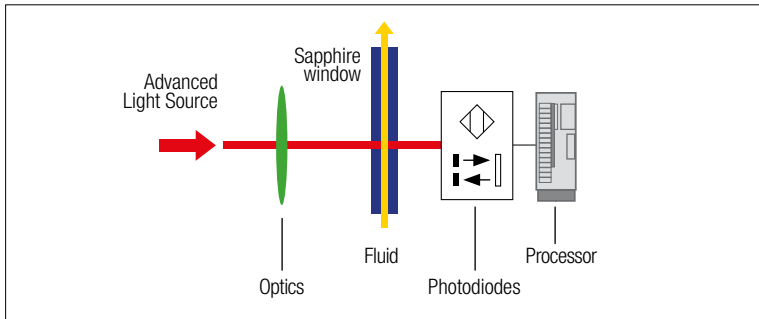 Sapphire
window
Advanced
Light Source
Fluid
Processor
Optics
Photodiodes